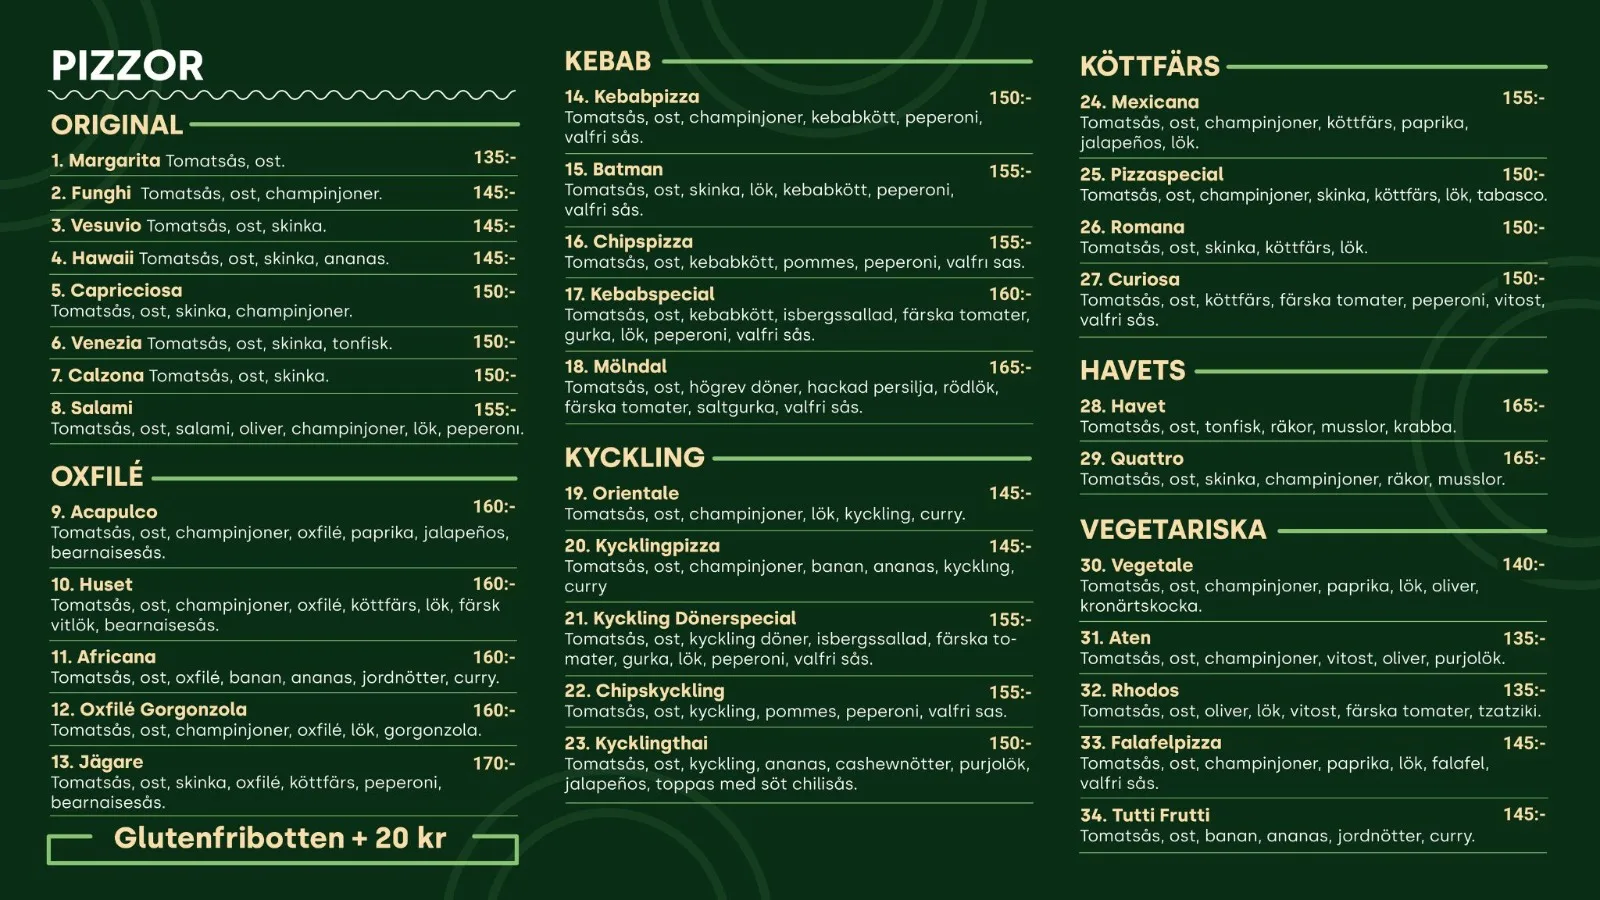 PIZZOR
ORIGINAL
1. Margarita Tomatsås, ost. 135:-
2. Funghi Tomatsås, ost, champinjoner. 145:-
3. Vesuvio Tomatsås, ost, skinka. 145:-
4. Hawaii Tomatsås, ost, skinka, ananas. 145:-
5. Capricciosa 150:-
Tomatsås, ost, skinka, champinjoner.
6. Venezia Tomatsås, ost, skinka, tonfisk. 150:-
7. Calzona Tomatsås, ost, skinka. 150:-
8. Salami 155:-
Tomatsås, ost, salami, oliver, champinjoner, lök, peperoni.
OXFILÉ
9. Acapulco 160:-
Tomatsås, ost, champinjoner, oxfilé, paprika, jalapeños,
bearnaisesås.
10. Huset 160:-
Tomatsås, ost, champinjoner, oxfilé, köttfärs, lök, färsk
vitlök, bearnaisesås.
11. Africana 160:-
Tomatsås, ost, oxfilé, banan, ananas, jordnötter, curry.
12. Oxfilé Gorgonzola 160:-
Tomatsås, ost, champinjoner, oxfilé, lök, gorgonzola.
13. Jägare 170:-
Tomatsås, ost, skinka, oxfilé, köttfärs, peperoni,
bearnaisesås.
Glutenfribotten + 20 kr
KEBAB
14. Kebabpizza 150:-
Tomatsås, ost, champinjoner, kebabkött, peperoni,
valfri sås.
15. Batman 155:-
Tomatsås, ost, skinka, lök, kebabkött, peperoni,
valfri sås.
16. Chipspizza 155:-
Tomatsås, ost, kebabkött, pommes, peperoni, valfri sas.
17. Kebabspecial 160:-
Tomatsås, ost, kebabkött, isbergssallad, färska tomater,
gurka, lök, peperoni, valfri sås.
18. Mölndal 165:-
Tomatsås, ost, högrev döner, hackad persilja, rödlök,
färska tomater, saltgurka, valfri sås.
KYCKLING
19. Orientale 145:-
Tomatsås, ost, champinjoner, lök, kyckling, curry.
20. Kycklingpizza 145:-
Tomatsås, ost, champinjoner, banan, ananas, kyckling,
curry
21. Kyckling Dönerspecial 155:-
Tomatsås, ost, kyckling döner, isbergssallad, färska to-
mater, gurka, lök, peperoni, valfri sås.
22. Chipskyckling 155:-
Tomatsås, ost, kyckling, pommes, peperoni, valfri sas.
23. Kycklingthai 150:-
Tomatsås, ost, kyckling, ananas, cashewnötter, purjolök,
jalapeños, toppas med söt chilisås.
KÖTTFÄRS
24. Mexicana 155:-
Tomatsås, ost, champinjoner, köttfärs, paprika,
jalapeños, lök.
25. Pizzaspecial 150:-
Tomatsås, ost, champinjoner, skinka, köttfärs, lök, tabasco.
26. Romana 150:-
Tomatsås, ost, skinka, köttfärs, lök.
27. Curiosa 150:-
Tomatsås, ost, köttfärs, färska tomater, peperoni, vitost,
valfri sås.
HAVETS
28. Havet 165:-
Tomatsås, ost, tonfisk, räkor, musslor, krabba.
29. Quattro 165:-
Tomatsås, ost, skinka, champinjoner, räkor, musslor.
VEGETARISKA
30. Vegetale 140:-
Tomatsås, ost, champinjoner, paprika, lök, oliver,
kronärtskocka.
31. Aten 135:-
Tomatsås, ost, champinjoner, vitost, oliver, purjolök.
32. Rhodos 135:-
Tomatsås, ost, oliver, lök, vitost, färska tomater, tzatziki.
33. Falafelpizza 145:-
Tomatsås, ost, champinjoner, paprika, lök, falafel,
valfri sås.
34. Tutti Frutti 145:-
Tomatsås, ost, banan, ananas, jordnötter, curry.